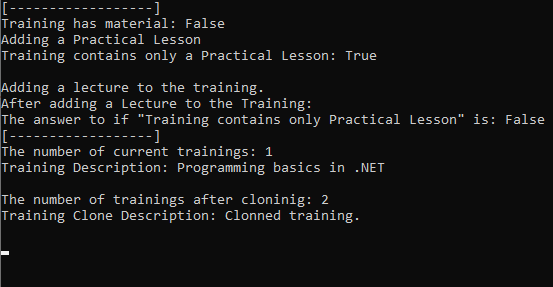 [------------------]
Training has material: False
Adding a Practical Lesson
Training contains only a Practical Lesson: True
Adding a lecture to the training.
After adding a Lecture to the Training:
The answer to if "Training contains only Practical Lesson" is: False
[------------------]
The number of current trainings: 1
Training Description: Programming basics in .NET
The number of trainings after cloninig: 2
Training Clone Description: Clonned training.